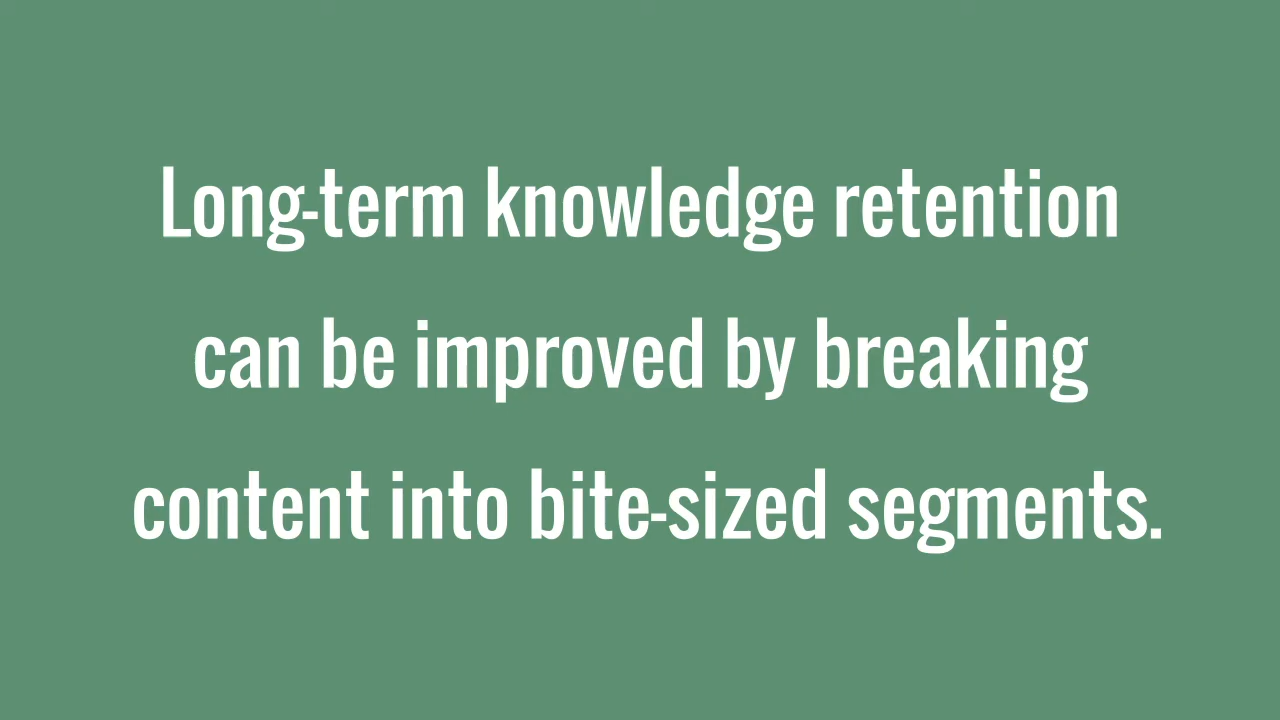 Long-term knowledge retention
can be improved by breaking
content into bite-sized segments.